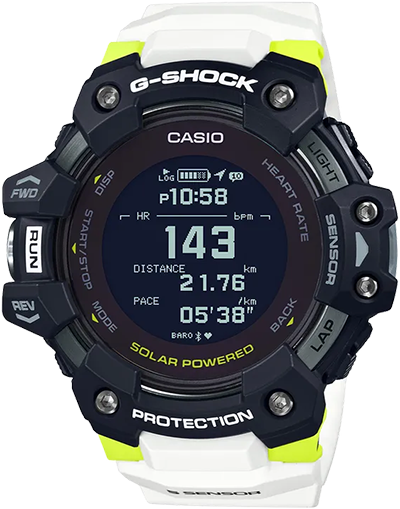 G-SHOCK
CASIO
LIGHT
DISP
HEART RATE
FWD
LOG
P10:58
HR bpm
143
START/STOP
RUN
SENSOR
DISTANCE km
21.76
PACE /km
05'38"
REV
MODE
BACK
LAP
BARO
SOLAR POWERED
PROTECTION
SENSOR